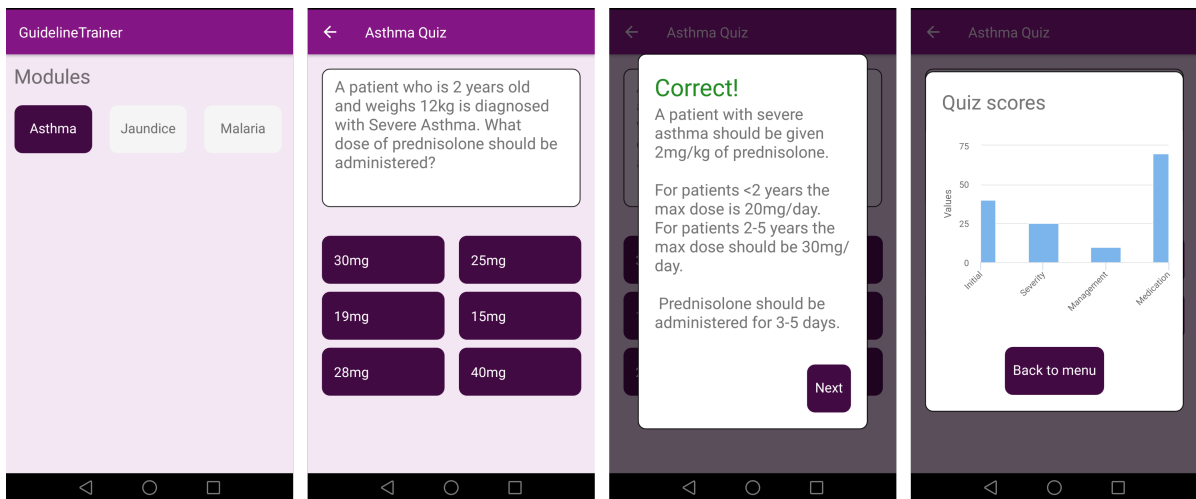 GuidelineTrainer
Modules
Asthma
Jaundice
Malaria
Asthma Quiz
A patient who is 2 years old
and weighs 12kg is diagnosed
with Severe Asthma. What
dose of prednisolone should be
administered?
30mg
25mg
19mg
15mg
28mg
40mg
Asthma Quiz
Correct!
A patient with severe
asthma should be given
2mg/kg of prednisolone.
For patients <2 years the
max dose is 20mg/day.
For patients 2-5 years the
max dose should be 30mg/
day.
Prednisolone should be
administered for 3-5 days.
Next
Asthma Quiz
Quiz scores
75
50
25
0
Values
Initial
Severity
Management
Medication
Back to menu